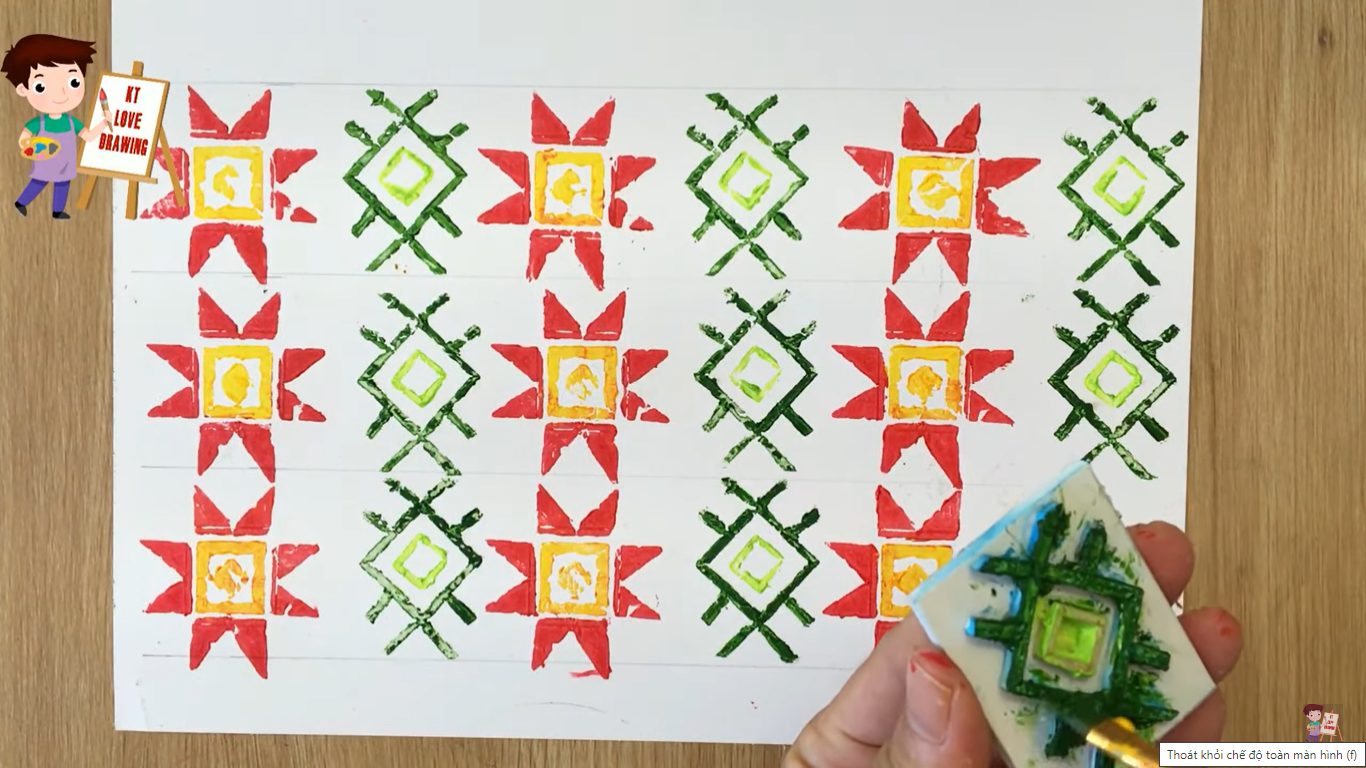 KT
LOVE
DRAWING
Thoát khỏi chế độ toàn màn hình (f)